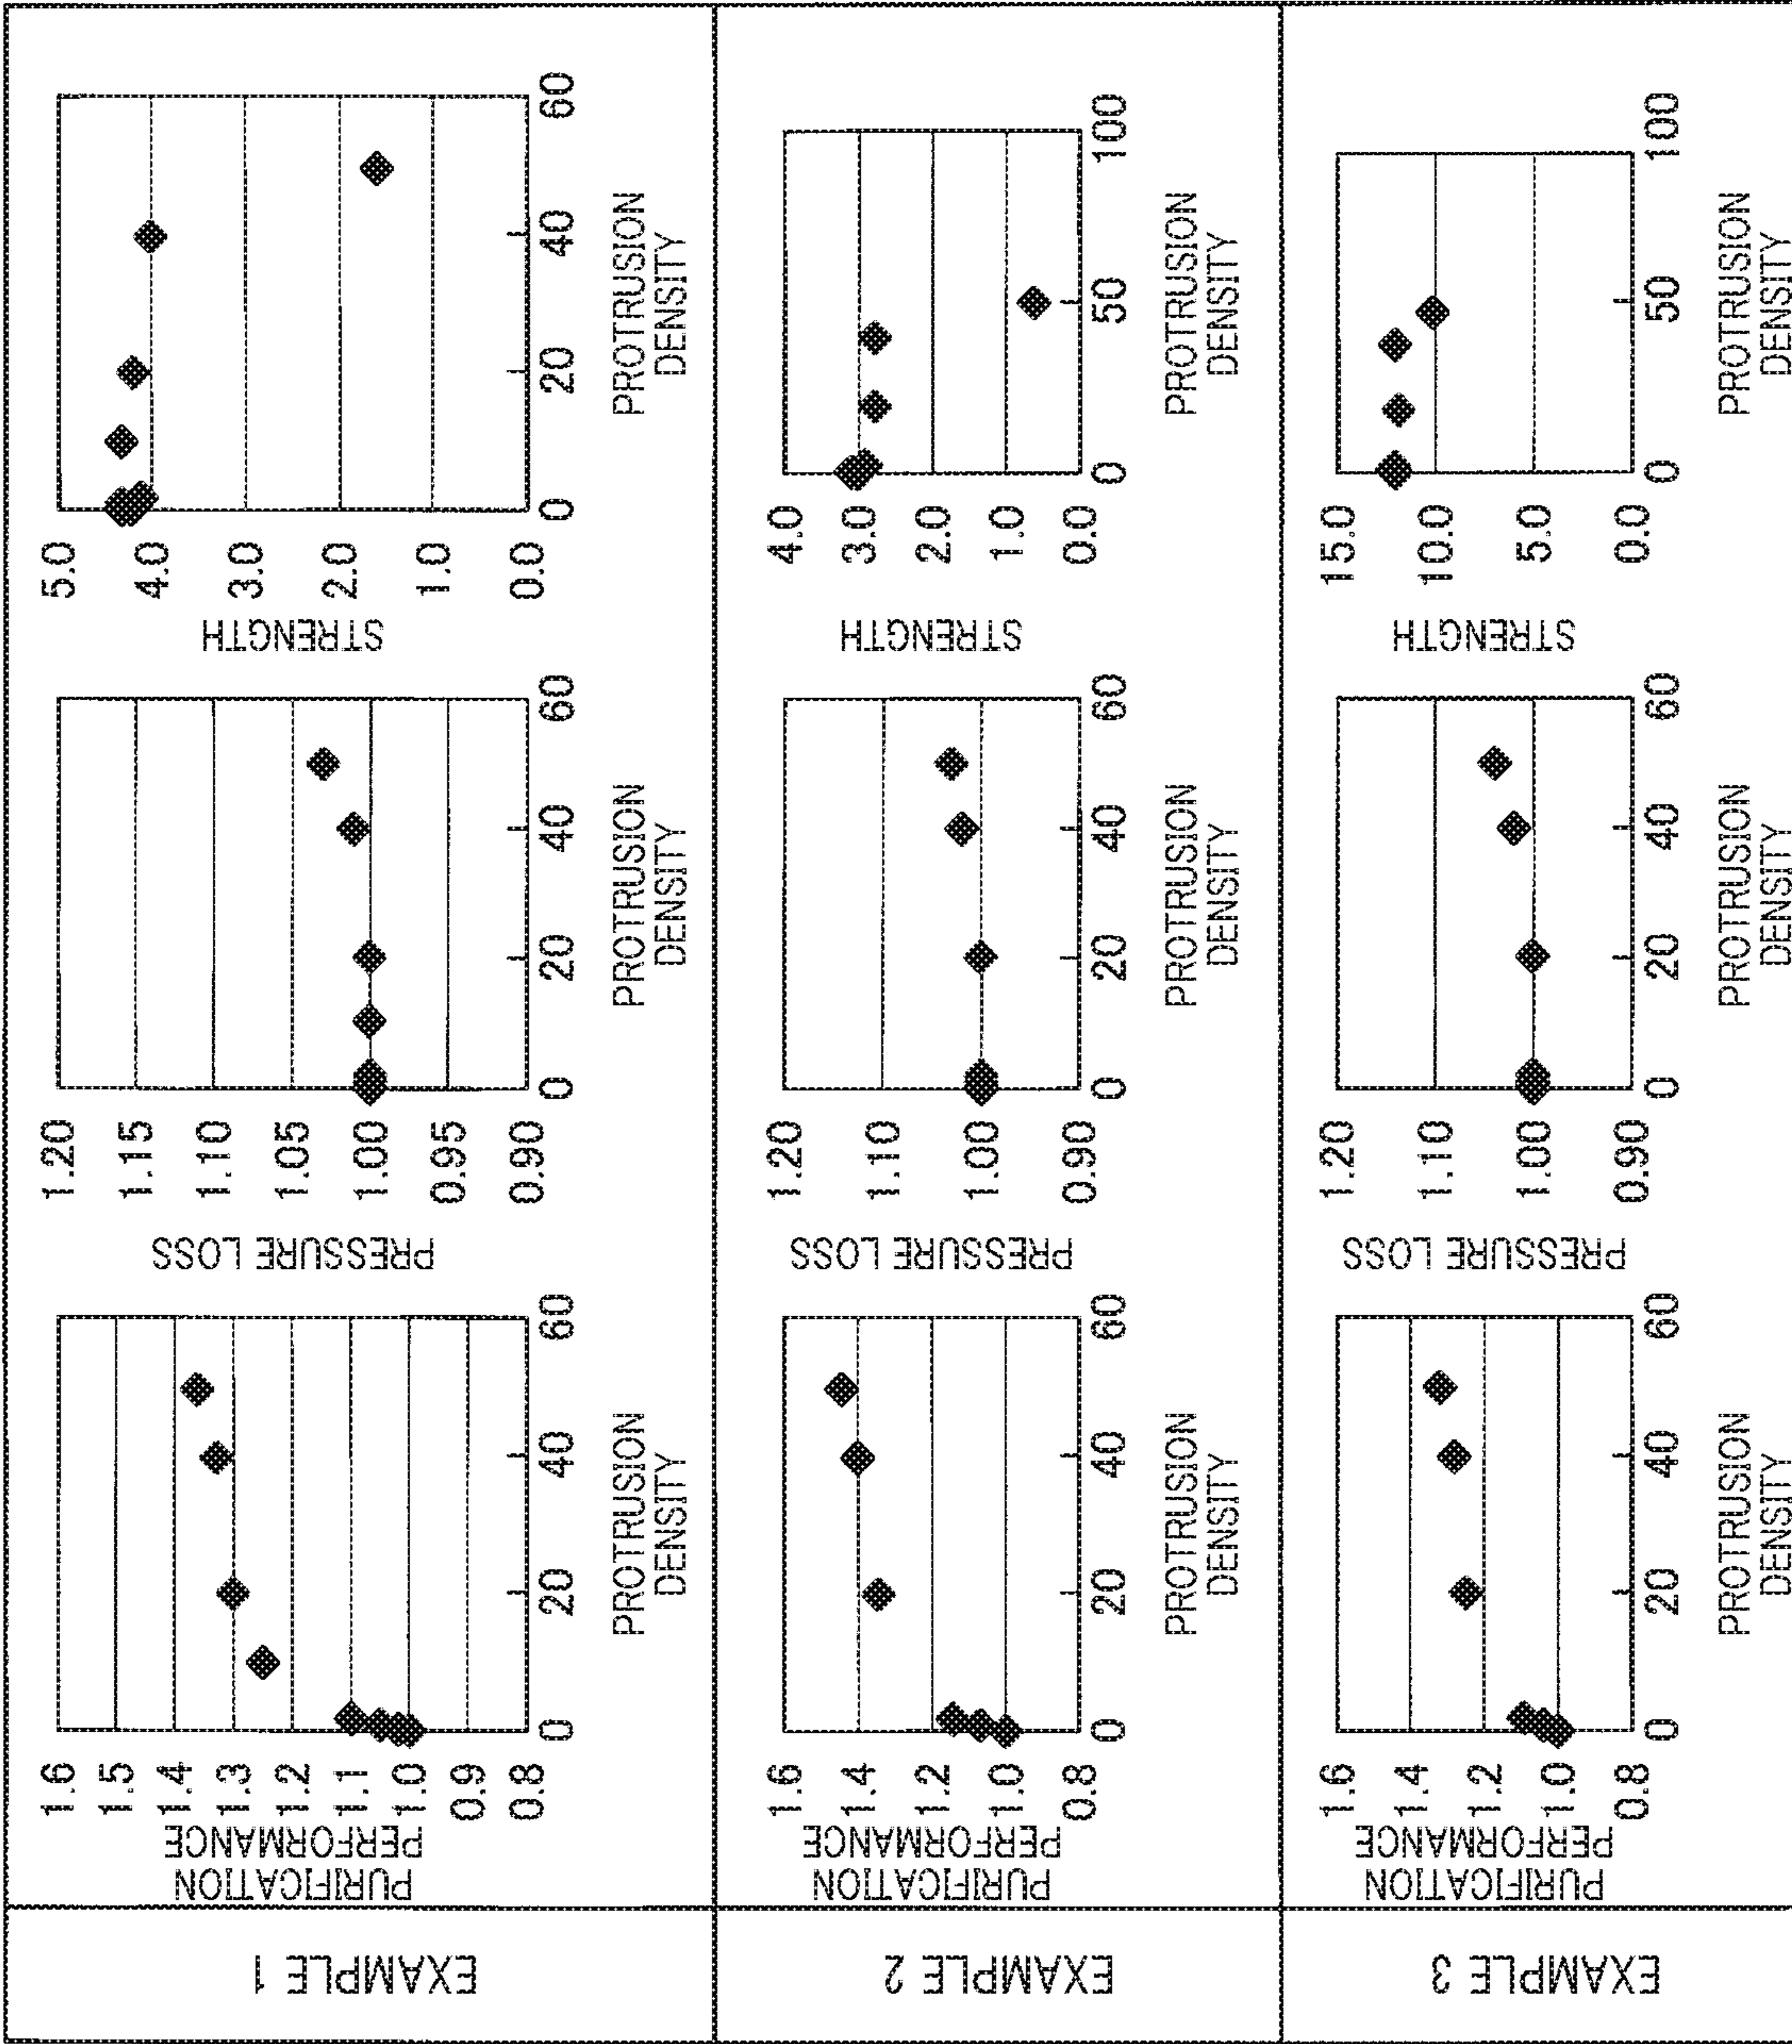 EXAMPLE 1
PURIFICATION
PERFORMANCE
1.6
1.5
1.4
1.3
1.2
1.1
1.0
0.9
0.8
0 20 40 60
PROTRUSION
DENSITY
PRESSURE LOSS
1.20
1.15
1.10
1.05
1.00
0.95
0.90
0 20 40 60
PROTRUSION
DENSITY
STRENGTH
5.0
4.0
3.0
2.0
1.0
0.0
0 20 40 60
PROTRUSION
DENSITY
EXAMPLE 2
PURIFICATION
PERFORMANCE
1.6
1.4
1.2
1.0
0.8
0 20 40 60
PROTRUSION
DENSITY
PRESSURE LOSS
1.20
1.10
1.00
0.90
0 20 40 60
PROTRUSION
DENSITY
STRENGTH
4.0
3.0
2.0
1.0
0.0
0 50 100
PROTRUSION
DENSITY
EXAMPLE 3
PURIFICATION
PERFORMANCE
1.6
1.4
1.2
1.0
0.8
0 20 40 60
PROTRUSION
DENSITY
PRESSURE LOSS
1.20
1.10
1.00
0.90
0 20 40 60
PROTRUSION
DENSITY
STRENGTH
15.0
10.0
5.0
0.0
0 50 100
PROTRUSION
DENSITY